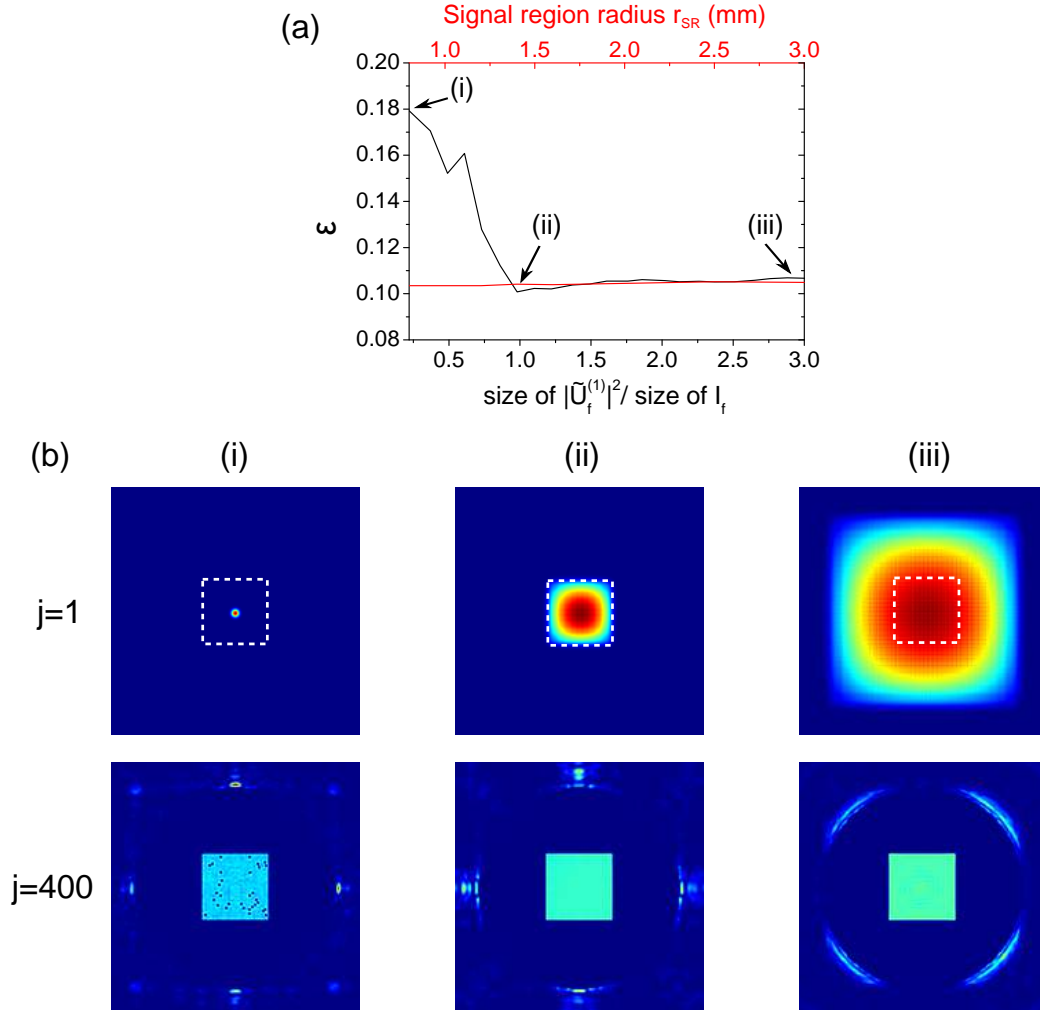 Signal region radius r_SR (mm)
(a)
1.0 1.5 2.0 2.5 3.0
0.20
0.18
0.16
0.14
0.12
0.10
0.08
ε
(i)
(ii)
(iii)
0.5 1.0 1.5 2.0 2.5 3.0
size of |Ũ_f^(1)|²/ size of I_f
(b) (i) (ii) (iii)
j=1
j=400